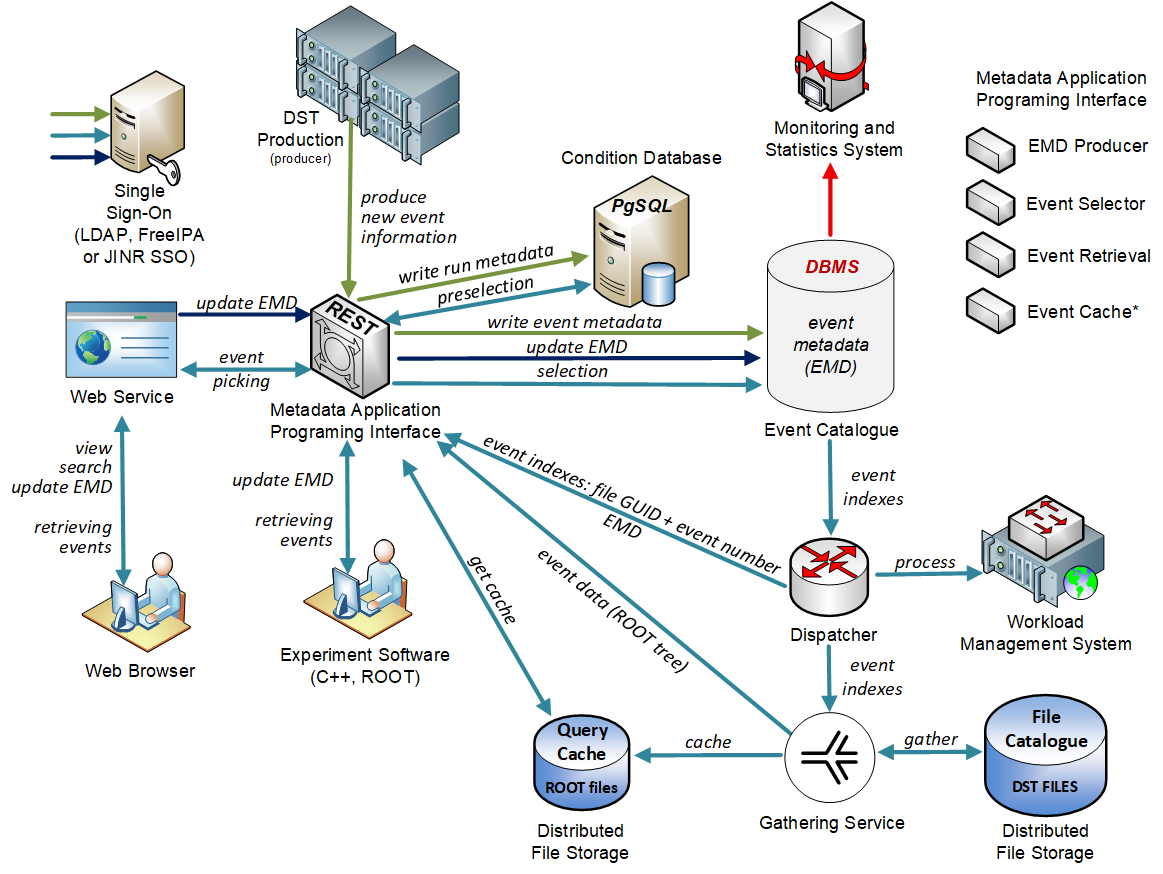 DST
Production
(producer)
Single
Sign-On
(LDAP, FreeIPA
or JINR SSO)
Monitoring and
Statistics System
Metadata Application
Programing Interface
EMD Producer
Event Selector
Event Retrieval
Event Cache*
Condition Database
PgSQL
produce
new event
information
write run metadata
preselection
update EMD
REST
write event metadata
update EMD
selection
DBMS
event
metadata
(EMD)
event
picking
Web Service
Metadata Application
Programing Interface
Event Catalogue
view
search
update EMD
retrieving
events
update EMD
retrieving
events
event indexes: file GUID + event number
EMD
event
indexes
get cache
event data (ROOT tree)
process
Web Browser
Experiment Software
(C++, ROOT)
Dispatcher
Workload
Management System
event
indexes
Query
Cache
ROOT files
cache
gather
File
Catalogue
DST FILES
Distributed
File Storage
Gathering Service
Distributed
File Storage